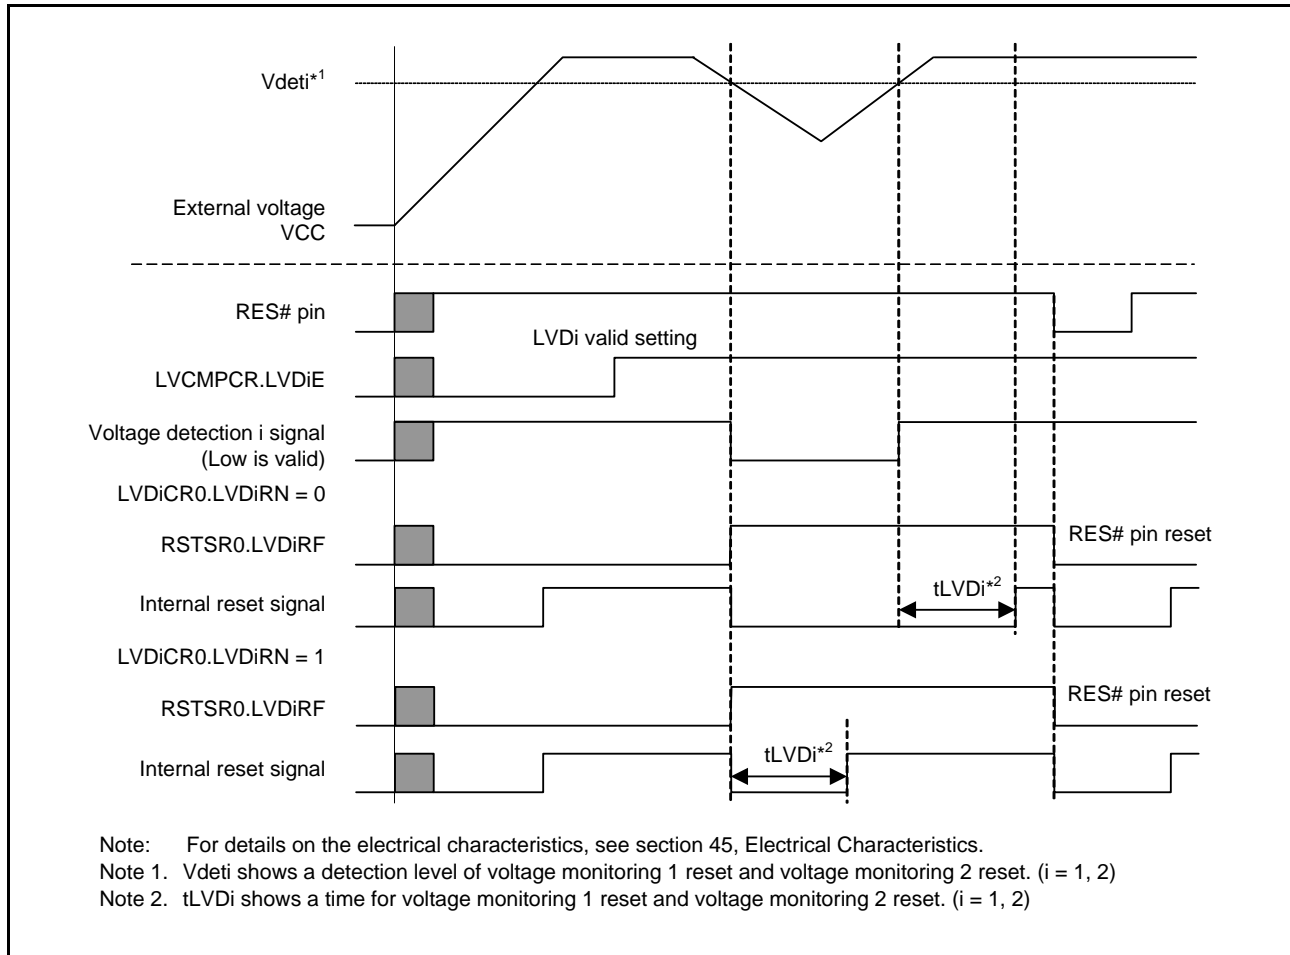 Vdeti*1
External voltage
VCC
RES# pin
LVDi valid setting
LVCMPCR.LVDiE
Voltage detection i signal
(Low is valid)
LVDiCR0.LVDiRN = 0
RSTSR0.LVDiRF
RES# pin reset
tLVDi*2
Internal reset signal
LVDiCR0.LVDiRN = 1
RSTSR0.LVDiRF
RES# pin reset
tLVDi*2
Internal reset signal
Note: For details on the electrical characteristics, see section 45, Electrical Characteristics.
Note 1. Vdeti shows a detection level of voltage monitoring 1 reset and voltage monitoring 2 reset. (i = 1, 2)
Note 2. tLVDi shows a time for voltage monitoring 1 reset and voltage monitoring 2 reset. (i = 1, 2)